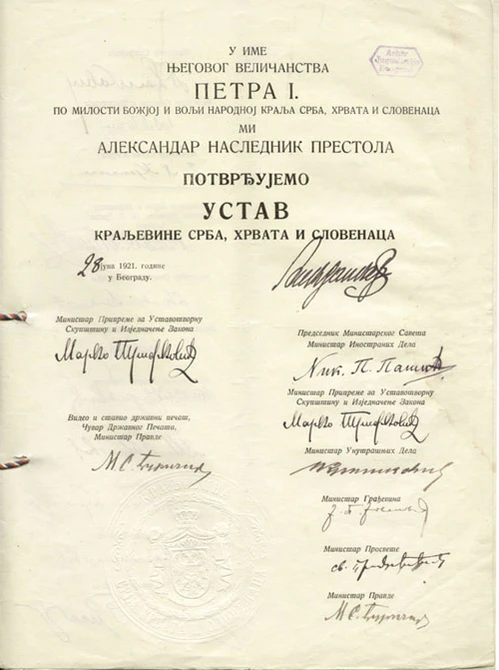 У ИМЕ
ЊЕГОВОГ ВЕЛИЧАНСТВА
ПЕТРА I.
ПО МИЛОСТИ БОЖЈОЈ И ВОЉИ НАРОДНОЈ КРАЉА СРБА, ХРВАТА И СЛОВЕНАЦА
МИ
АЛЕКСАНДАР НАСЛЕДНИК ПРЕСТОЛА
ПОТВРЂУЈЕМО
УСТАВ
КРАЉЕВИНЕ СРБА, ХРВАТА И СЛОВЕНАЦА
28 јуна 1921. године
у Београду.
Министар Припреме за Уставотворну
Скупштину и Изједначење Закона
Марко Трифковић
Видео и ставио државни печат,
Чувар Државног Печата,
Министар Правде
Председник Министарског Савета
Министар Иностраних Дела
Ник. П. Пашић
Министар Припреме за Уставотворну
Скупштину и Изједначење Закона
Марко Трифковић
Министар Унутрашњих Дела
Министар Грађевина
Министар Просвете
Министар Правде